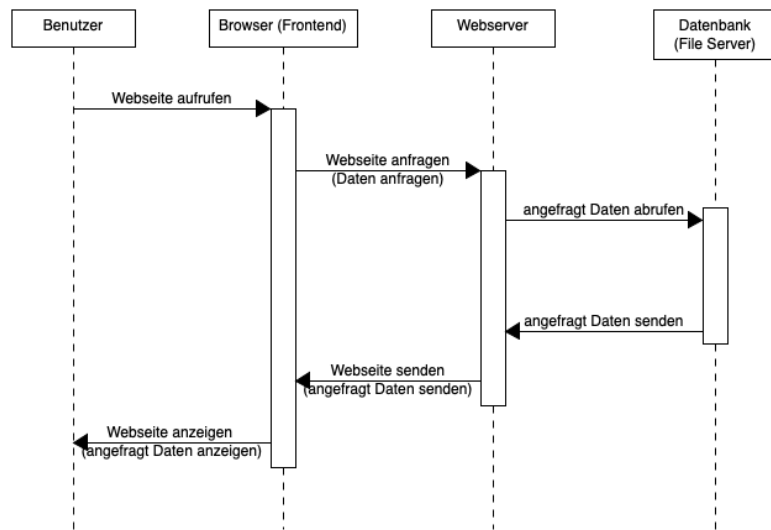 Benutzer
Browser (Frontend)
Webserver
Datenbank
(File Server)
Webseite aufrufen
Webseite anfragen
(Daten anfragen)
angefragt Daten abrufen
angefragt Daten senden
Webseite senden
(angefragt Daten senden)
Webseite anzeigen
(angefragt Daten anzeigen)